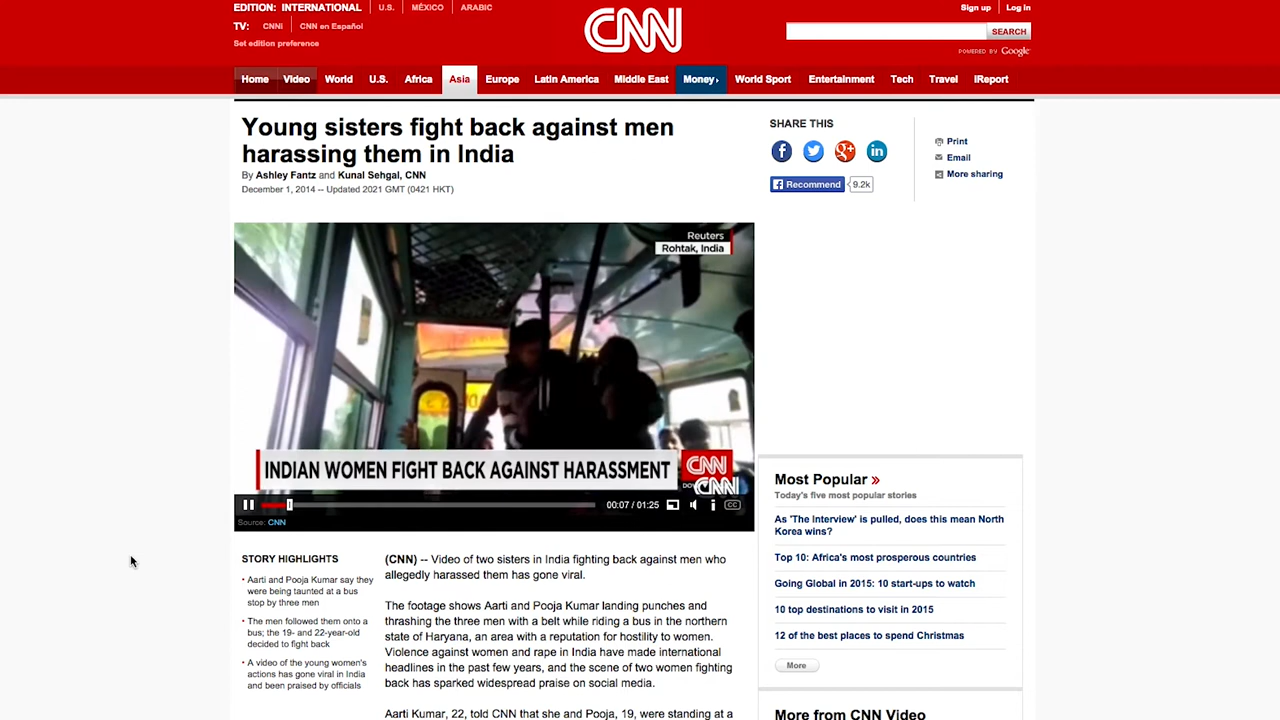 EDITION: INTERNATIONAL U.S. MÉXICO ARABIC
TV: CNNi CNN en Español
Set edition preference
CNN
Sign up Log in
SEARCH
POWERED BY Google
Home Video World U.S. Africa Asia Europe Latin America Middle East Money World Sport Entertainment Tech Travel iReport
Young sisters fight back against men
harassing them in India
By Ashley Fantz and Kunal Sehgal, CNN
December 1, 2014 -- Updated 2021 GMT (0421 HKT)
SHARE THIS
Recommend 9.2k
Print
Email
More sharing
Reuters
Rohtak, India
INDIAN WOMEN FIGHT BACK AGAINST HARASSMENT
CNN
CNN
00:07 / 01:25 CC
Source: CNN
STORY HIGHLIGHTS
• Aarti and Pooja Kumar say they
were being taunted at a bus
stop by three men
• The men followed them onto a
bus; the 19- and 22-year-old
decided to fight back
• A video of the young women's
actions has gone viral in India
and been praised by officials
(CNN) -- Video of two sisters in India fighting back against men who
allegedly harassed them has gone viral.
The footage shows Aarti and Pooja Kumar landing punches and
thrashing the three men with a belt while riding a bus in the northern
state of Haryana, an area with a reputation for hostility to women.
Violence against women and rape in India have made international
headlines in the past few years, and the scene of two women fighting
back has sparked widespread praise on social media.
Aarti Kumar, 22, told CNN that she and Pooja, 19, were standing at a
Most Popular »
Today's five most popular stories
As 'The Interview' is pulled, does this mean North
Korea wins?
Top 10: Africa's most prosperous countries
Going Global in 2015: 10 start-ups to watch
10 top destinations to visit in 2015
12 of the best places to spend Christmas
More
More from CNN Video